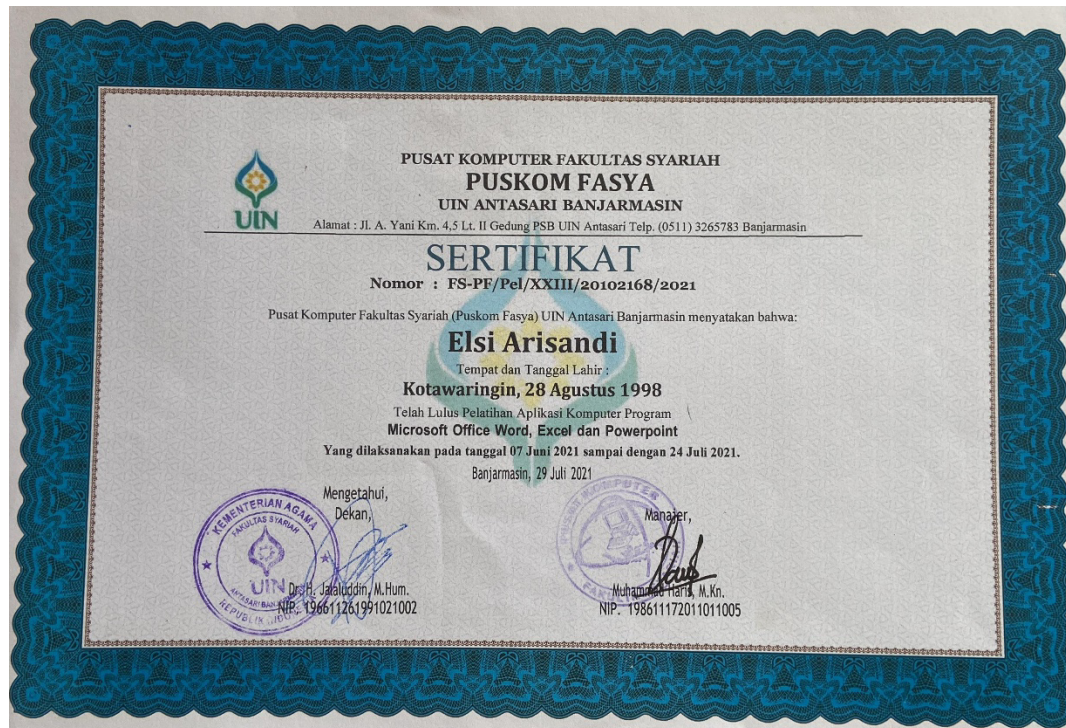 UIN
PUSAT KOMPUTER FAKULTAS SYARIAH
PUSKOM FASYA
UIN ANTASARI BANJARMASIN
Alamat : Jl. A. Yani Km. 4,5 Lt. II Gedung PSB UIN Antasari Telp. (0511) 3265783 Banjarmasin
SERTIFIKAT
Nomor : FS-PF/Pel/XXIII/20102168/2021
Pusat Komputer Fakultas Syariah (Puskom Fasya) UIN Antasari Banjarmasin menyatakan bahwa:
Elsi Arisandi
Tempat dan Tanggal Lahir :
Kotawaringin, 28 Agustus 1998
Telah Lulus Pelatihan Aplikasi Komputer Program
Microsoft Office Word, Excel dan Powerpoint
Yang dilaksanakan pada tanggal 07 Juni 2021 sampai dengan 24 Juli 2021.
Banjarmasin, 29 Juli 2021
Mengetahui,
Dekan,
KEMENTERIAN AGAMA
FAKULTAS SYARIAH
UIN
REPUBLIK
Dr. H. Jalaluddin, M.Hum.
NIP. 196611261991021002
Manajer,
PUSAT KOMPUTER
Muhammad Haris, M.Kn.
NIP. 198611172011011005